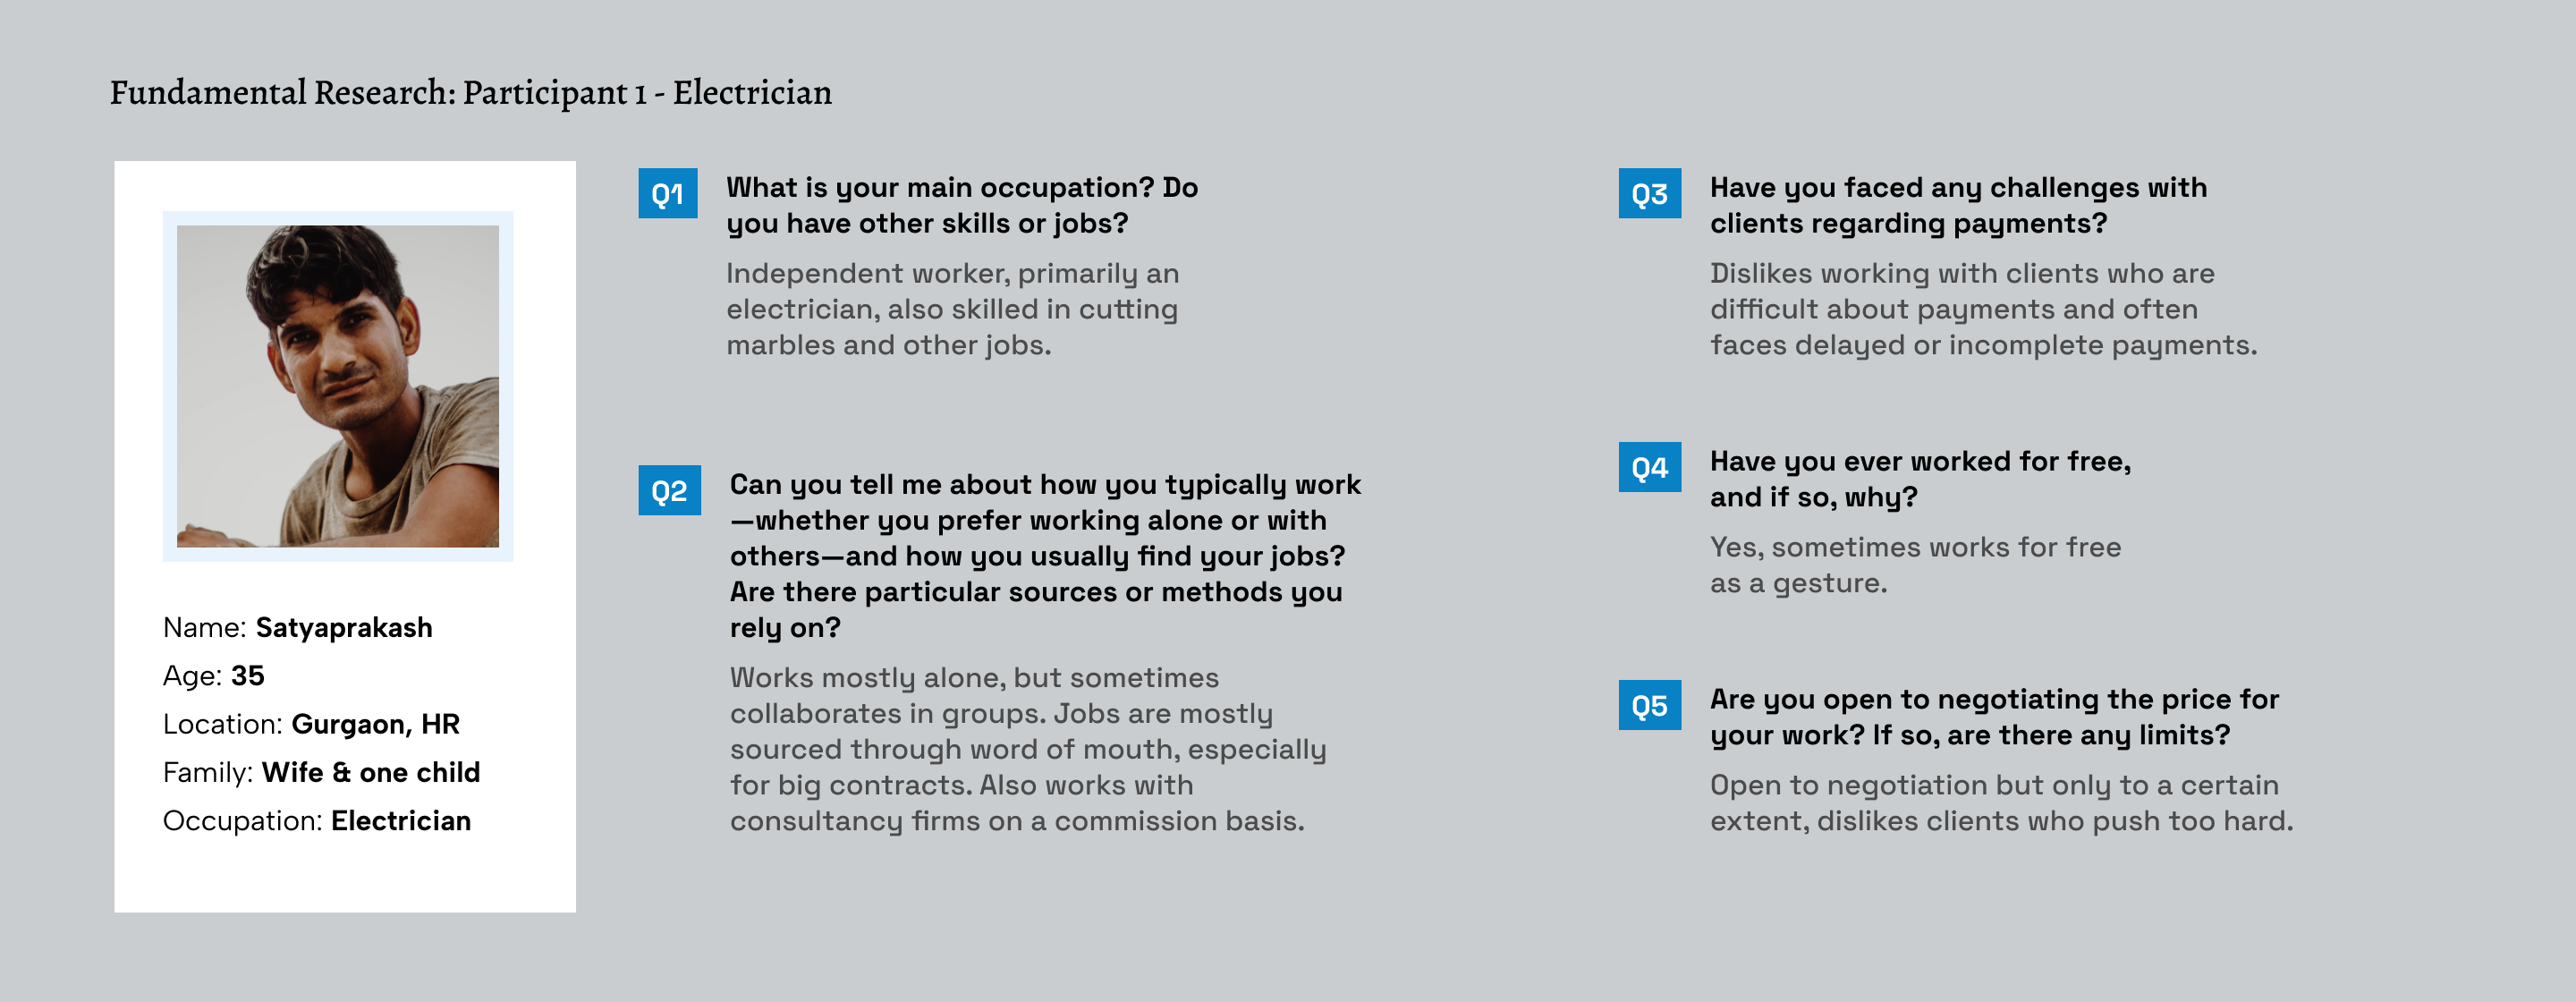 Fundamental Research: Participant 1 - Electrician
Name: Satyaprakash
Age: 35
Location: Gurgaon, HR
Family: Wife & one child
Occupation: Electrician
Q1
What is your main occupation? Do
you have other skills or jobs?
Independent worker, primarily an
electrician, also skilled in cutting
marbles and other jobs.
Q2
Can you tell me about how you typically work
—whether you prefer working alone or with
others—and how you usually find your jobs?
Are there particular sources or methods you
rely on?
Works mostly alone, but sometimes
collaborates in groups. Jobs are mostly
sourced through word of mouth, especially
for big contracts. Also works with
consultancy firms on a commission basis.
Q3
Have you faced any challenges with
clients regarding payments?
Dislikes working with clients who are
difficult about payments and often
faces delayed or incomplete payments.
Q4
Have you ever worked for free,
and if so, why?
Yes, sometimes works for free
as a gesture.
Q5
Are you open to negotiating the price for
your work? If so, are there any limits?
Open to negotiation but only to a certain
extent, dislikes clients who push too hard.